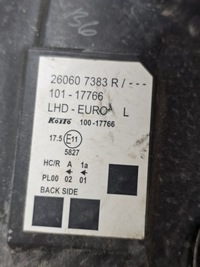 26060 7383 R / ---
101 - 17766
LHD - EURO L
Koito 100-17766
17.5 E11
5827
HC/R A 1a
PL00 02 01
BACK SIDE